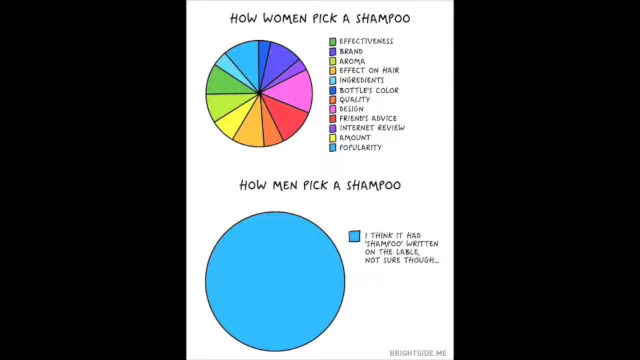 HOW WOMEN PICK A SHAMPOO
EFFECTIVENESS
BRAND
AROMA
EFFECT ON HAIR
INGREDIENTS
BOTTLE'S COLOR
QUALITY
DESIGN
FRIEND'S ADVICE
INTERNET REVIEW
AMOUNT
POPULARITY
HOW MEN PICK A SHAMPOO
I THINK IT HAD
'SHAMPOO' WRITTEN
ON THE LABLE,
NOT SURE THOUGH...
BRIGHTSIDE.ME